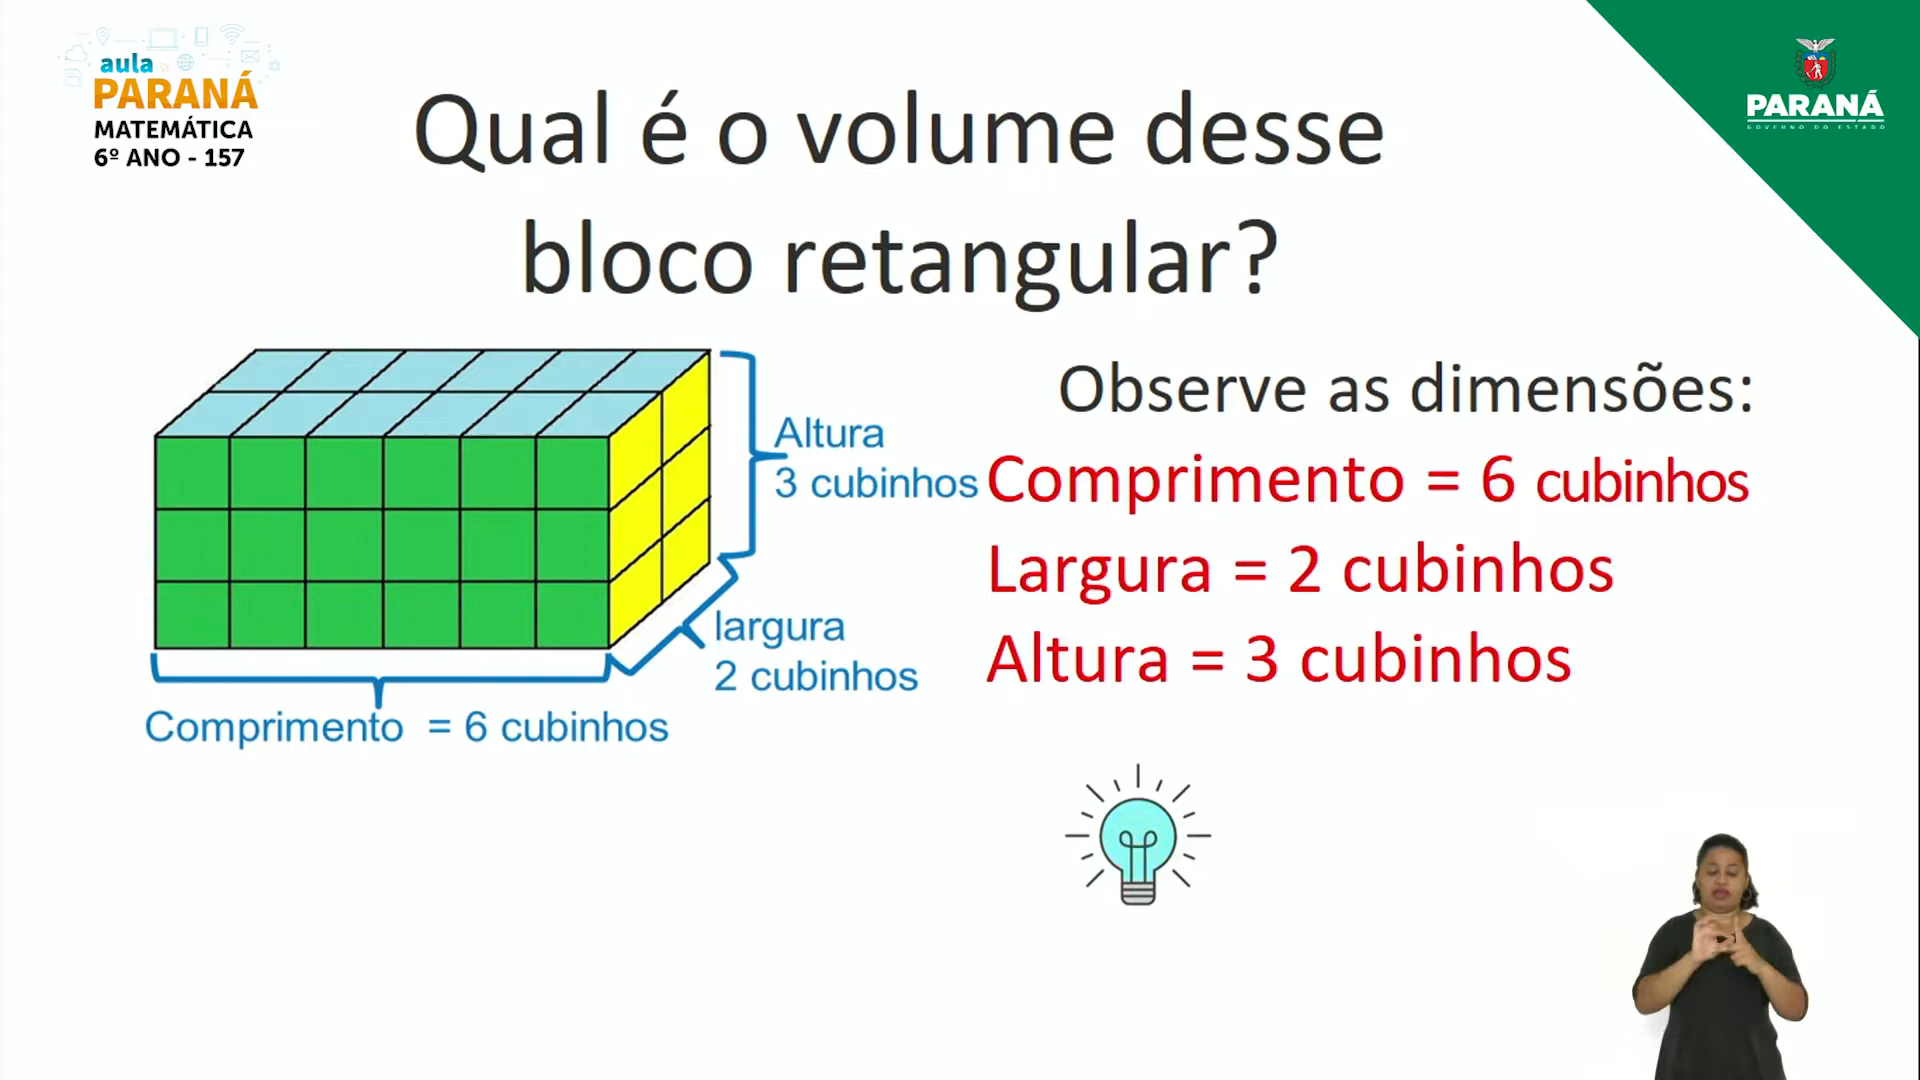 aula
PARANÁ
MATEMÁTICA
6º ANO - 157
PARANÁ
GOVERNO DO ESTADO
Qual é o volume desse
bloco retangular?
Altura
3 cubinhos
largura
2 cubinhos
Comprimento = 6 cubinhos
Observe as dimensões:
Comprimento = 6 cubinhos
Largura = 2 cubinhos
Altura = 3 cubinhos